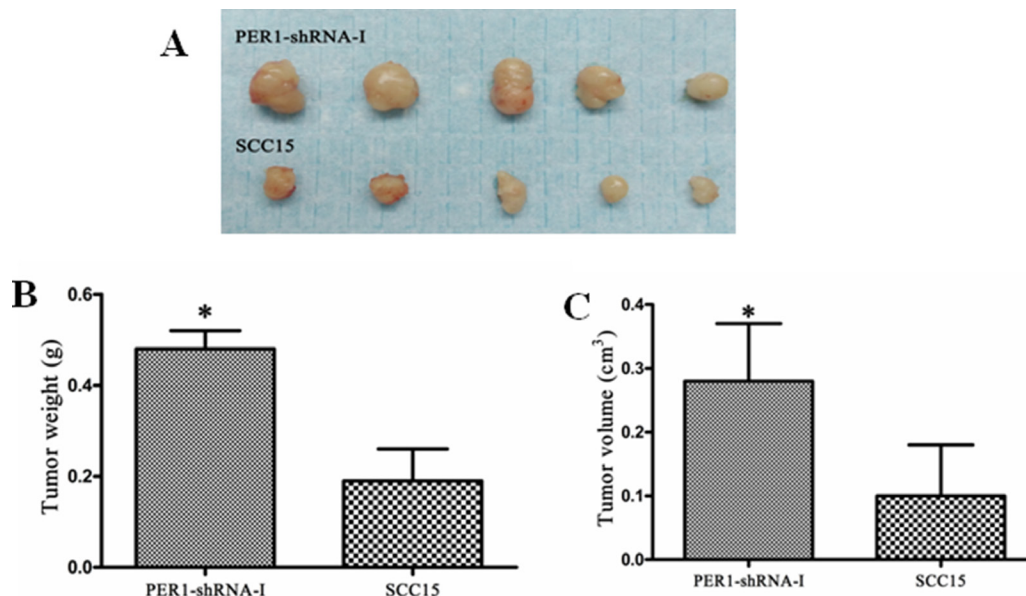 A
PER1-shRNA-I
SCC15
B
Tumor weight (g)
0.6
0.4
0.2
0.0
*
PER1-shRNA-I
SCC15
C
Tumor volume (cm³)
0.4
0.3
0.2
0.1
0.0
*
PER1-shRNA-I
SCC15